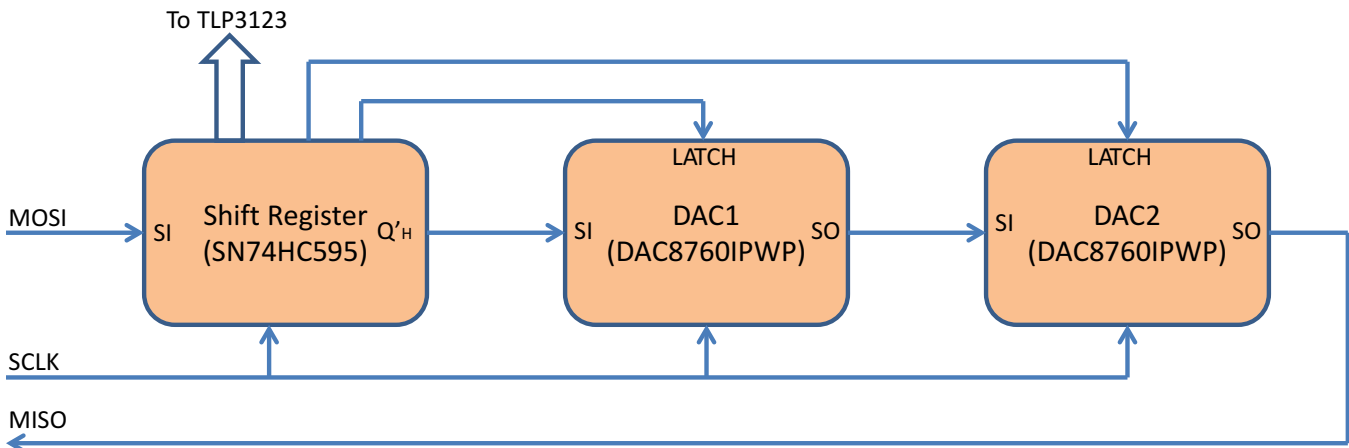 To TLP3123
LATCH
LATCH
MOSI
SI
Shift Register
(SN74HC595)
Q'H
SI
DAC1
(DAC8760IPWP)
SO
SI
DAC2
(DAC8760IPWP)
SO
SCLK
MISO